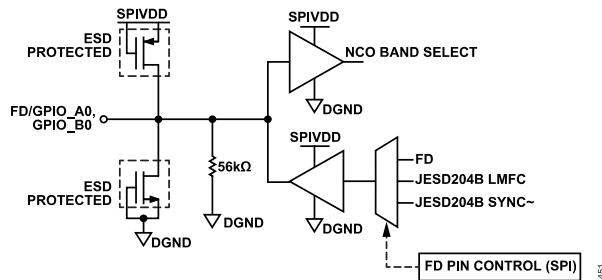 SPIVDD
ESD
PROTECTED
SPIVDD
NCO BAND SELECT
DGND
FD/GPIO_A0,
GPIO_B0
SPIVDD
56kΩ
FD
JESD204B LMFC
JESD204B SYNC~
ESD
PROTECTED
DGND
DGND
DGND
FD PIN CONTROL (SPI)